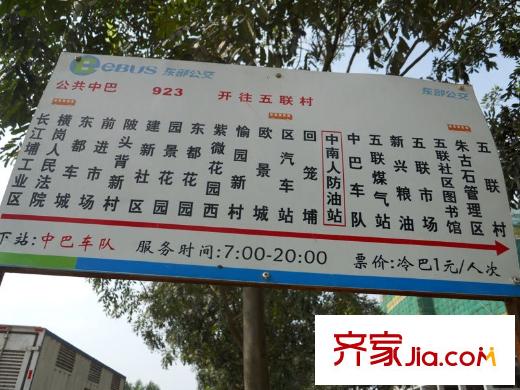 eBUS 东部公交
东部公交
公共中巴 923 开往五联村
长江埔工业区
横岗人民法院
东都车城
前进市场
陂头背新村
建新社区
园景花园
东都花园
紫薇花园西
愉园新村
欧景城
区汽车站
回笼埔
中南人防油站
中巴车队
五联煤气站
新兴粮油
五联市场
五联社区图书馆
朱古石管理区
五联村
下站:中巴车队 服务时间:7:00-20:00 票价:冷巴1元/人次
齐家Jia.com